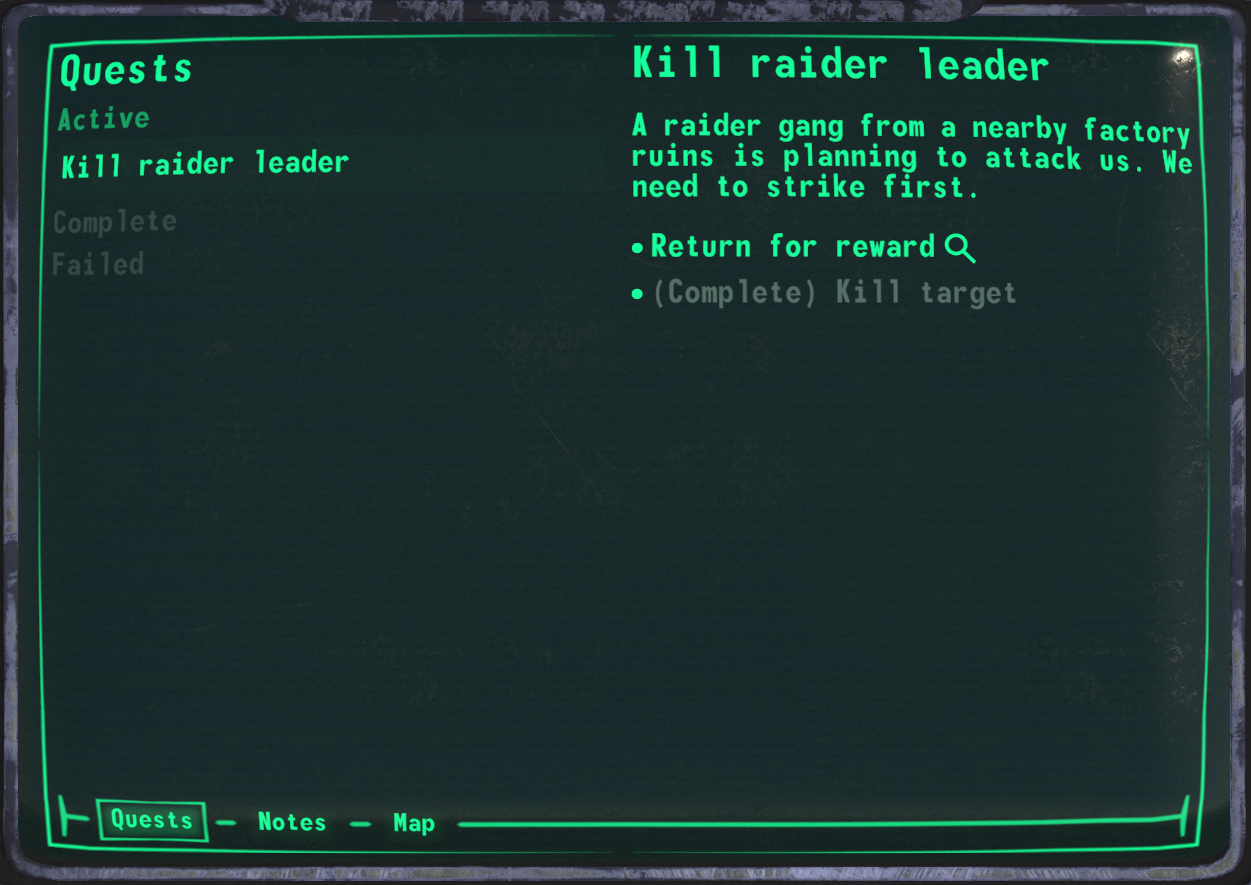 Quests
Active
Kill raider leader
Complete
Failed
Kill raider leader
A raider gang from a nearby factory
ruins is planning to attack us. We
need to strike first.
Return for reward
(Complete) Kill target
Quests
Notes
Map